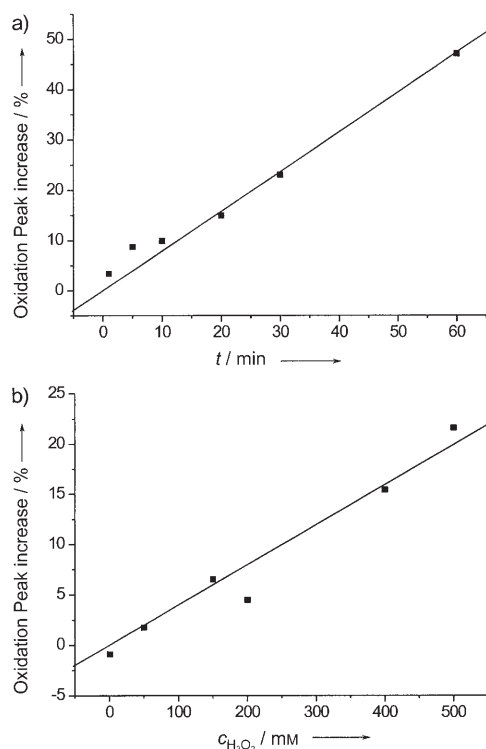 a)
Oxidation Peak increase / %
50
40
30
20
10
0
0 10 20 30 40 50 60
t / min
b)
Oxidation Peak increase / %
25
20
15
10
5
0
-5
0 100 200 300 400 500
c_H₂O₂ / mM